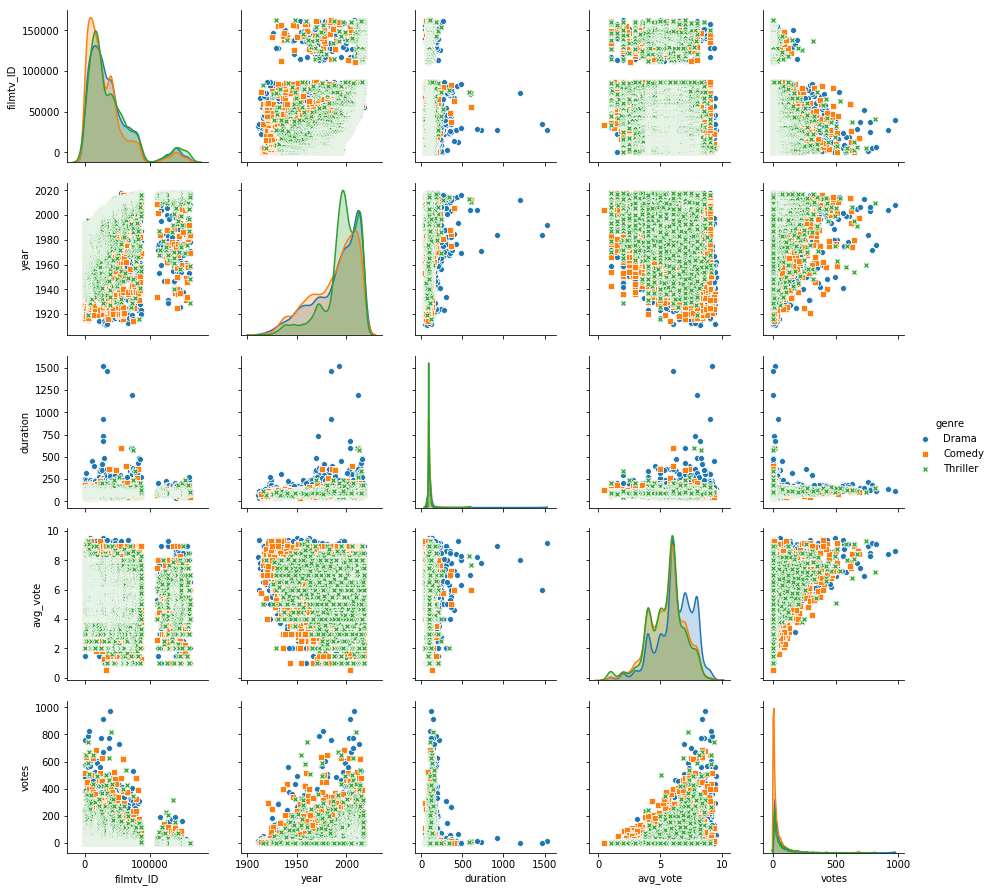 150000
100000
50000
0
filmtv_ID
2020
2000
1980
1960
1940
1920
year
1500
1250
1000
750
500
250
0
duration
genre
Drama
Comedy
Thriller
10
8
6
4
2
0
avg_vote
1000
800
600
400
200
0
votes
0 100000
filmtv_ID
1900 1950 2000
year
0 500 1000 1500
duration
0 5 10
avg_vote
0 500 1000
votes